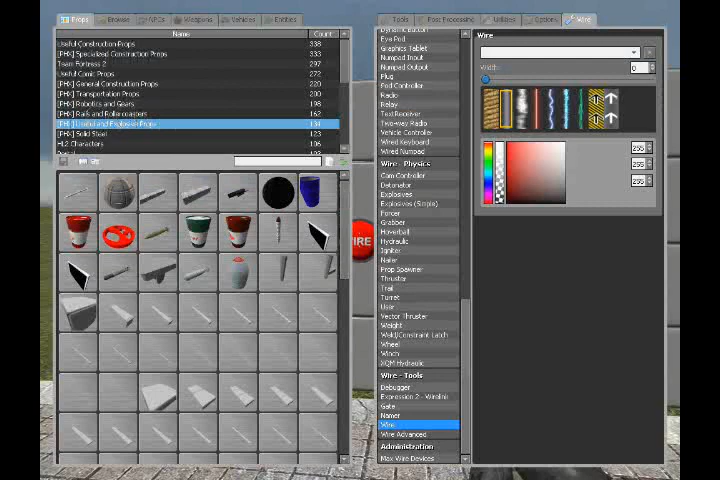 Props
Browse
NPCs
Weapons
Vehicles
Entities
Name
Count
Useful Construction Props 338
[PHX] Specialized Construction Props 333
Team Fortress 2 297
Useful Comic Props 272
[PHX] General Construction Props 220
[PHX] Transportation Props 200
[PHX] Robotics and Gears 198
[PHX] Rails and Rollercoasters 162
[PHX] Useful and Explosive Props 134
[PHX] Solid Steel 123
HL2 Characters 106
Tools
Post Processing
Utilities
Options
Wire
Dynamic Button
Eye Pod
Graphics Tablet
Numpad Input
Numpad Output
Plug
Pod Controller
Radio
Relay
Text Receiver
Two-way Radio
Vehicle Controller
Wired Keyboard
Wired Numpad
Wire - Physics
Cam Controller
Detonator
Explosives
Explosives (Simple)
Forcer
Grabber
Hoverball
Hydraulic
Igniter
Nailer
Prop Spawner
Thruster
Trail
Turret
User
Vector Thruster
Weight
Weld/Constraint Latch
Wheel
Winch
XQM Hydraulic
Wire - Tools
Debugger
Expression 2 - Wirelink
Gate
Namer
Wire
Wire Advanced
Administration
Max Wire Devices
Wire
Width:
0
255
255
255
IRE